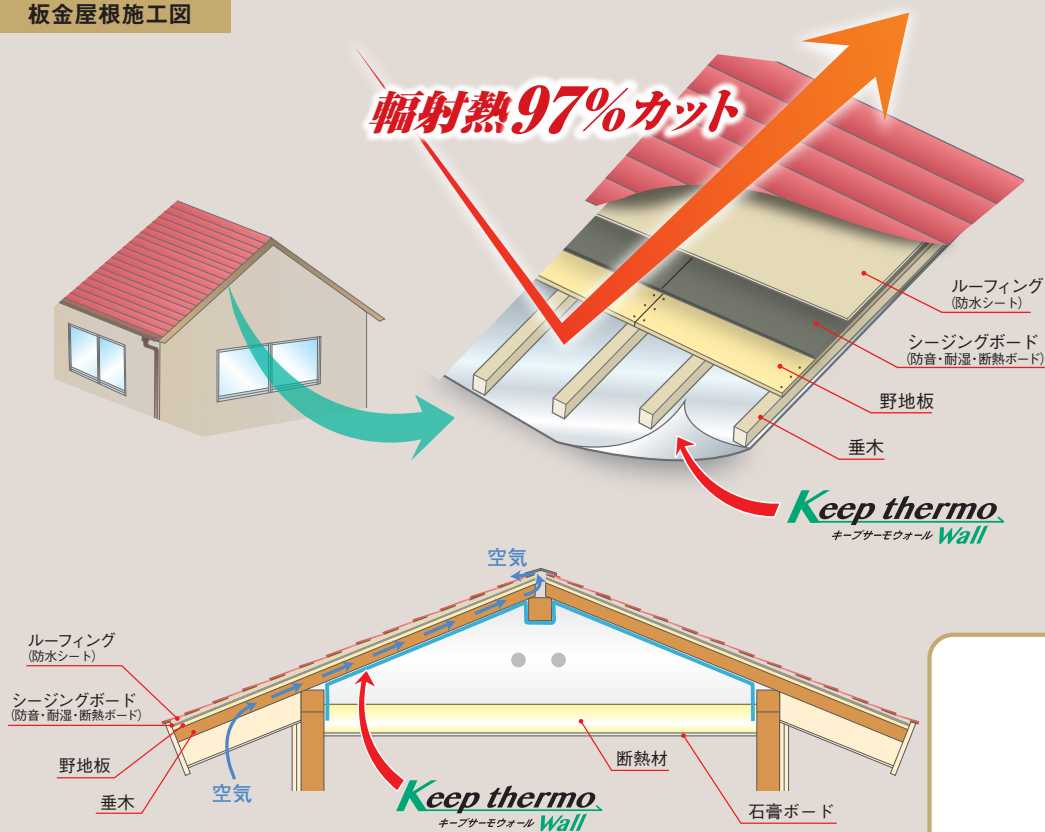 板金屋根施工図
輻射熱97%カット
ルーフィング
(防水シート)
シージングボード
(防音・耐湿・断熱ボード)
野地板
垂木
Keep thermo
キープサーモウォール Wall
空気
ルーフィング
(防水シート)
シージングボード
(防音・耐湿・断熱ボード)
野地板
垂木
空気
断熱材
石膏ボード
Keep thermo
キープサーモウォール Wall